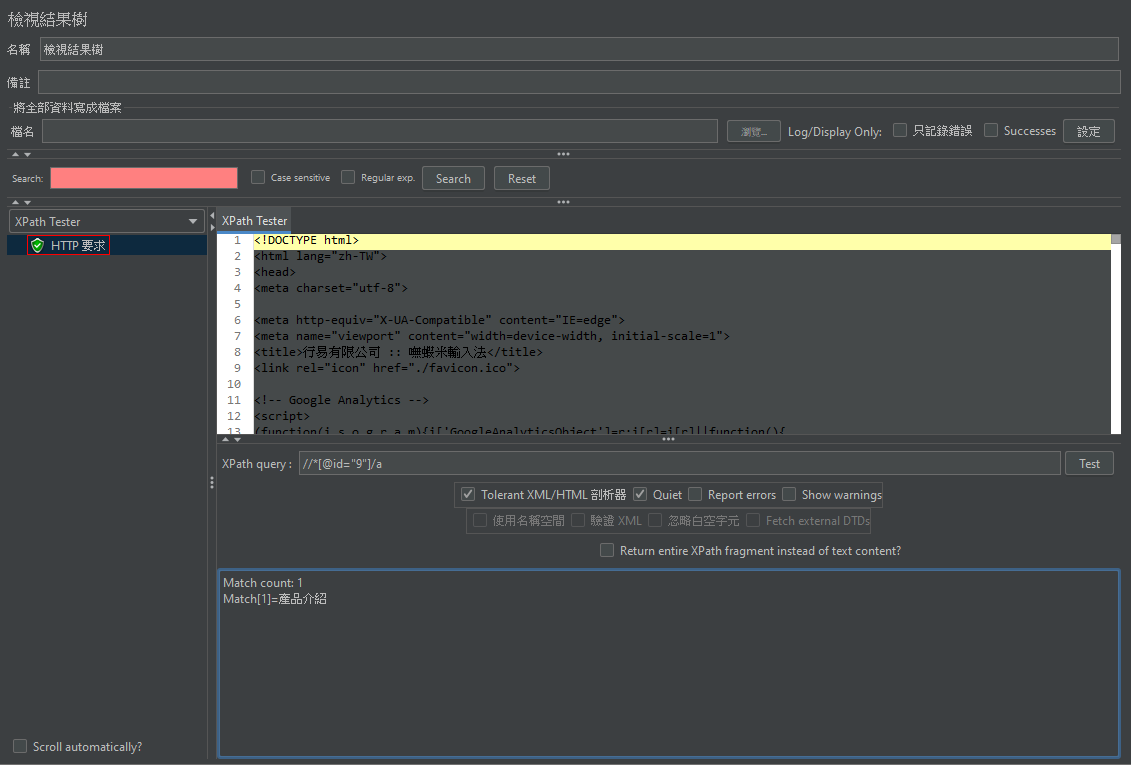 檢視結果樹
名稱 檢視結果樹
備註
將全部資料寫成檔案
檔名 瀏覽... Log/Display Only: 只記錄錯誤 Successes 設定
Search: Case sensitive Regular exp. Search Reset
XPath Tester XPath Tester
HTTP 要求
1 <!DOCTYPE html>
2 <html lang="zh-TW">
3 <head>
4 <meta charset="utf-8">
5
6 <meta http-equiv="X-UA-Compatible" content="IE=edge">
7 <meta name="viewport" content="width=device-width, initial-scale=1">
8 <title>行易有限公司 :: 嘸蝦米輸入法</title>
9 <link rel="icon" href="./favicon.ico">
10
11 <!-- Google Analytics -->
12 <script>
13 (function(i,s,o,g,r,a,m){i['GoogleAnalyticsObject']=r;i[r]=i[r]||function(){
XPath query : //*[@id="9"]/a Test
Tolerant XML/HTML 剖析器 Quiet Report errors Show warnings
使用名稱空間 驗證 XML 忽略白空字元 Fetch external DTDs
Return entire XPath fragment instead of text content?
Match count: 1
Match[1]=產品介紹
Scroll automatically?